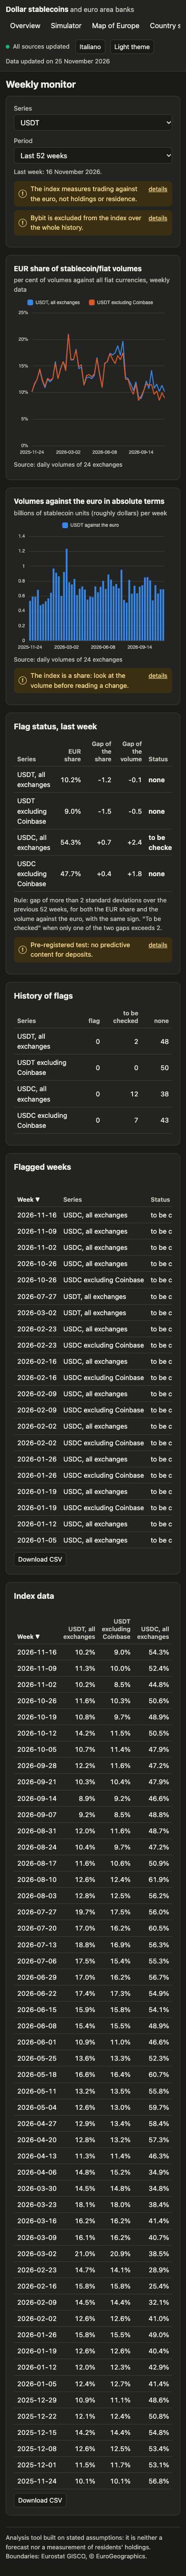 Dollar stablecoins and euro area banks
Overview Simulator Map of Europe Country s
All sources updated Italiano Light theme
Data updated on 25 November 2026
Weekly monitor
Series
USDT
Period
Last 52 weeks
Last week: 16 November 2026.
The index measures trading against details
the euro, not holdings or residence.
Bybit is excluded from the index over details
the whole history.
EUR share of stablecoin/fiat volumes
per cent of volumes against all fiat currencies, weekly
data
USDT, all exchanges USDT excluding Coinbase
25%
20%
15%
10%
5%
0%
2025-11-24 2026-03-02 2026-06-08 2026-09-14
Source: daily volumes of 24 exchanges
Volumes against the euro in absolute terms
billions of stablecoin units (roughly dollars) per week
USDT against the euro
1.4
1.2
1
0.8
0.6
0.4
0.2
0
2025-11-24 2026-03-02 2026-06-08 2026-09-14
Source: daily volumes of 24 exchanges
The index is a share: look at the details
volume before reading a change.
Flag status, last week
Series EUR share Gap of the share Gap of the volume Status
USDT, all exchanges 10.2% -1.2 -0.1 none
USDT excluding Coinbase 9.0% -1.5 -0.5 none
USDC, all exchanges 54.3% +0.7 +2.4 to be checke
USDC excluding Coinbase 47.7% +0.4 +1.8 none
Rule: gap of more than 2 standard deviations over the
previous 52 weeks, for both the EUR share and the
volume against the euro, with the same sign. "To be
checked" when only one of the two gaps exceeds 2.
Pre-registered test: no predictive details
content for deposits.
History of flags
Series flag to be checked none
USDT, all exchanges 0 2 48
USDT excluding Coinbase 0 0 50
USDC, all exchanges 0 12 38
USDC excluding Coinbase 0 7 43
Flagged weeks
Week ▼ Series Status
2026-11-16 USDC, all exchanges to be c
2026-11-09 USDC, all exchanges to be c
2026-11-02 USDC, all exchanges to be c
2026-10-26 USDC, all exchanges to be c
2026-10-26 USDC excluding Coinbase to be c
2026-07-27 USDT, all exchanges to be c
2026-03-02 USDT, all exchanges to be c
2026-02-23 USDC, all exchanges to be c
2026-02-23 USDC excluding Coinbase to be c
2026-02-16 USDC, all exchanges to be c
2026-02-16 USDC excluding Coinbase to be c
2026-02-09 USDC, all exchanges to be c
2026-02-09 USDC excluding Coinbase to be c
2026-02-02 USDC, all exchanges to be c
2026-02-02 USDC excluding Coinbase to be c
2026-01-26 USDC, all exchanges to be c
2026-01-26 USDC excluding Coinbase to be c
2026-01-19 USDC, all exchanges to be c
2026-01-19 USDC excluding Coinbase to be c
2026-01-12 USDC, all exchanges to be c
2026-01-05 USDC, all exchanges to be c
Download CSV
Index data
Week ▼ USDT, all exchanges USDT excluding Coinbase USDC, all exchanges
2026-11-16 10.2% 9.0% 54.3%
2026-11-09 11.3% 10.0% 52.4%
2026-11-02 10.2% 8.5% 44.8%
2026-10-26 11.6% 10.3% 50.6%
2026-10-19 10.8% 9.7% 48.9%
2026-10-12 14.2% 11.5% 50.5%
2026-10-05 10.7% 11.4% 47.9%
2026-09-28 12.2% 11.6% 47.2%
2026-09-21 10.3% 10.4% 47.9%
2026-09-14 8.9% 9.2% 46.6%
2026-09-07 9.2% 8.5% 48.8%
2026-08-31 12.0% 11.6% 48.7%
2026-08-24 10.4% 9.7% 47.2%
2026-08-17 11.6% 10.6% 50.9%
2026-08-10 12.6% 12.4% 61.9%
2026-08-03 12.8% 12.5% 56.2%
2026-07-27 19.7% 17.5% 56.0%
2026-07-20 17.0% 16.2% 60.5%
2026-07-13 18.8% 16.9% 56.3%
2026-07-06 17.5% 15.4% 55.3%
2026-06-29 17.0% 16.2% 56.7%
2026-06-22 17.4% 17.3% 54.9%
2026-06-15 15.9% 15.8% 54.1%
2026-06-08 15.4% 15.5% 48.9%
2026-06-01 10.9% 11.0% 46.6%
2026-05-25 13.6% 13.3% 52.3%
2026-05-18 16.6% 16.4% 60.7%
2026-05-11 13.2% 13.5% 55.8%
2026-05-04 12.6% 13.0% 59.7%
2026-04-27 12.9% 13.4% 58.4%
2026-04-20 12.8% 13.2% 57.3%
2026-04-13 11.3% 11.4% 46.3%
2026-04-06 14.8% 15.2% 34.9%
2026-03-30 14.5% 14.8% 34.8%
2026-03-23 18.1% 18.0% 38.4%
2026-03-16 16.2% 16.2% 41.4%
2026-03-09 16.1% 16.2% 40.7%
2026-03-02 21.0% 20.9% 38.5%
2026-02-23 14.7% 14.1% 28.9%
2026-02-16 15.8% 15.8% 25.4%
2026-02-09 14.5% 14.4% 32.1%
2026-02-02 12.6% 12.6% 41.0%
2026-01-26 15.8% 15.5% 49.0%
2026-01-19 12.6% 12.6% 40.4%
2026-01-12 12.0% 12.3% 42.9%
2026-01-05 12.4% 12.7% 41.4%
2025-12-29 10.9% 11.1% 48.6%
2025-12-22 12.1% 12.4% 50.8%
2025-12-15 14.2% 14.4% 54.8%
2025-12-08 12.6% 12.5% 53.4%
2025-12-01 11.5% 11.7% 53.1%
2025-11-24 10.1% 10.1% 56.8%
Download CSV
Analysis tool built on stated assumptions: it is neither a
forecast nor a measurement of residents' holdings.
Boundaries: Eurostat GISCO, © EuroGeographics.